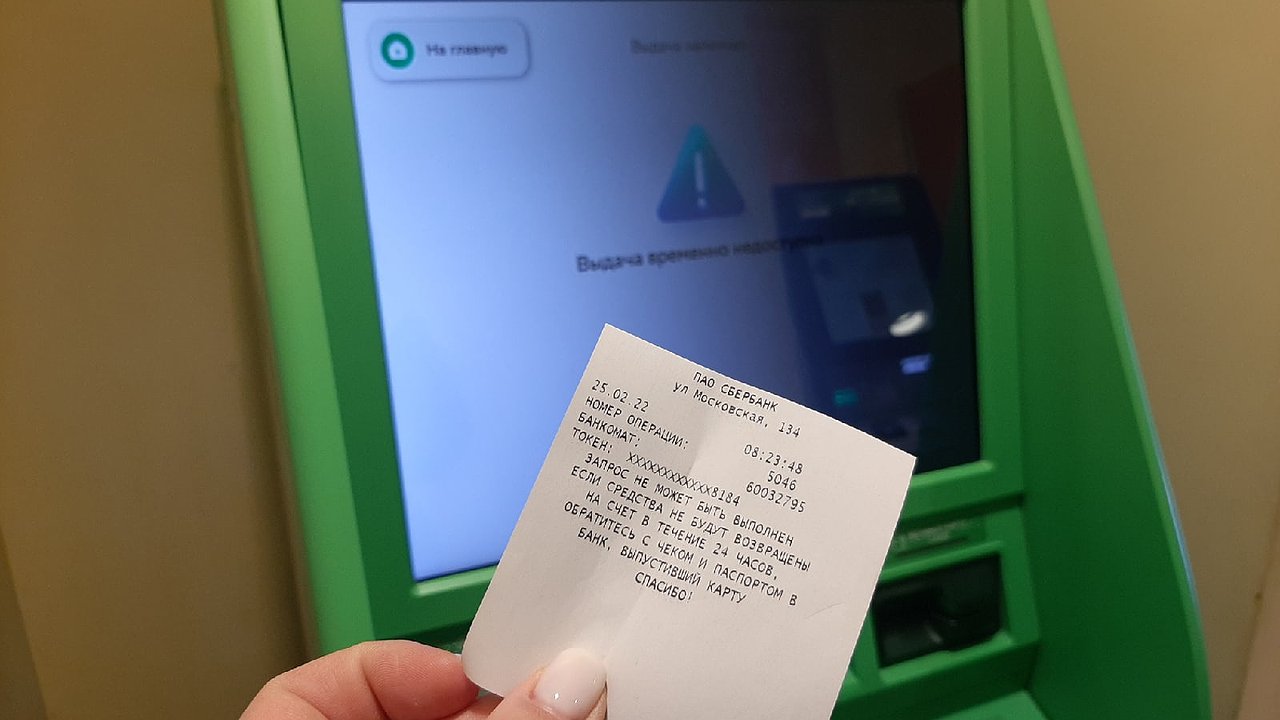 На главную
Выдача наличных
Выдача временно недоступна
ПАО СБЕРБАНК
ул Московская, 134
25.02.22 08:23:48
НОМЕР ОПЕРАЦИИ: 5046
БАНКОМАТ: 60032795
ТОКЕН: XXXXXXXXXXXX8184
ЗАПРОС НЕ МОЖЕТ БЫТЬ ВЫПОЛНЕН
ЕСЛИ СРЕДСТВА НЕ БУДУТ ВОЗВРАЩЕНЫ
НА СЧЕТ В ТЕЧЕНИЕ 24 ЧАСОВ,
ОБРАТИТЕСЬ С ЧЕКОМ И ПАСПОРТОМ В
БАНК, ВЫПУСТИВШИЙ КАРТУ
СПАСИБО!